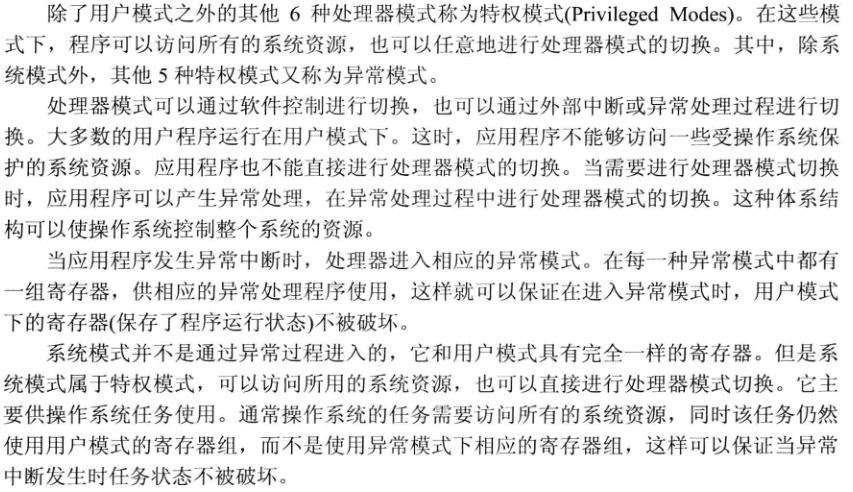 除了用户模式之外的其他 6 种处理器模式称为特权模式(Privileged Modes)。在这些模
式下，程序可以访问所有的系统资源，也可以任意地进行处理器模式的切换。其中，除系
统模式外，其他 5 种特权模式又称为异常模式。
处理器模式可以通过软件控制进行切换，也可以通过外部中断或异常处理过程进行切
换。大多数的用户程序运行在用户模式下。这时，应用程序不能够访问一些受操作系统保
护的系统资源。应用程序也不能直接进行处理器模式的切换。当需要进行处理器模式切换
时，应用程序可以产生异常处理，在异常处理过程中进行处理器模式的切换。这种体系结
构可以使操作系统控制整个系统的资源。
当应用程序发生异常中断时，处理器进入相应的异常模式。在每一种异常模式中都有
一组寄存器，供相应的异常处理程序使用，这样就可以保证在进入异常模式时，用户模式
下的寄存器(保存了程序运行状态)不被破坏。
系统模式并不是通过异常过程进入的，它和用户模式具有完全一样的寄存器。但是系
统模式属于特权模式，可以访问所用的系统资源，也可以直接进行处理器模式切换。它主
要供操作系统任务使用。通常操作系统的任务需要访问所有的系统资源，同时该任务仍然
使用用户模式的寄存器组，而不是使用异常模式下相应的寄存器组，这样可以保证当异常
中断发生时任务状态不被破坏。